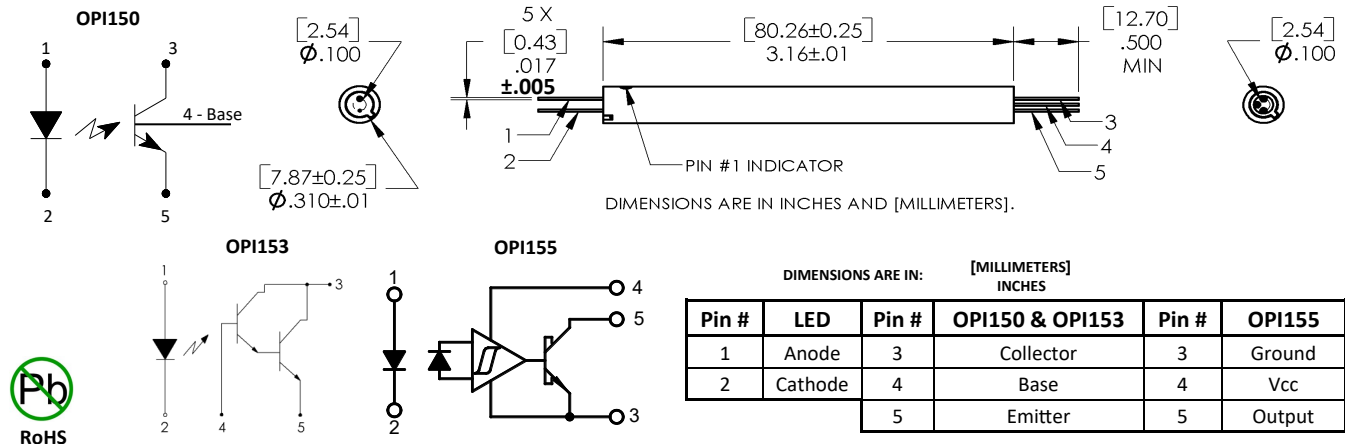 OPI150
1
3
4 - Base
2
5
[2.54]
Ø.100
[7.87±0.25]
Ø.310±.01
5 X
[0.43]
.017
±.005
[80.26±0.25]
3.16±.01
[12.70]
.500
MIN
[2.54]
Ø.100
1
2
3
4
5
PIN #1 INDICATOR
DIMENSIONS ARE IN INCHES AND [MILLIMETERS].
OPI153
1
3
2
4
5
OPI155
1
2
4
5
3
Pb
RoHS
DIMENSIONS ARE IN:
[MILLIMETERS]
INCHES
Pin # LED Pin # OPI150 & OPI153 Pin # OPI155
1 Anode 3 Collector 3 Ground
2 Cathode 4 Base 4 Vcc
5 Emitter 5 Output